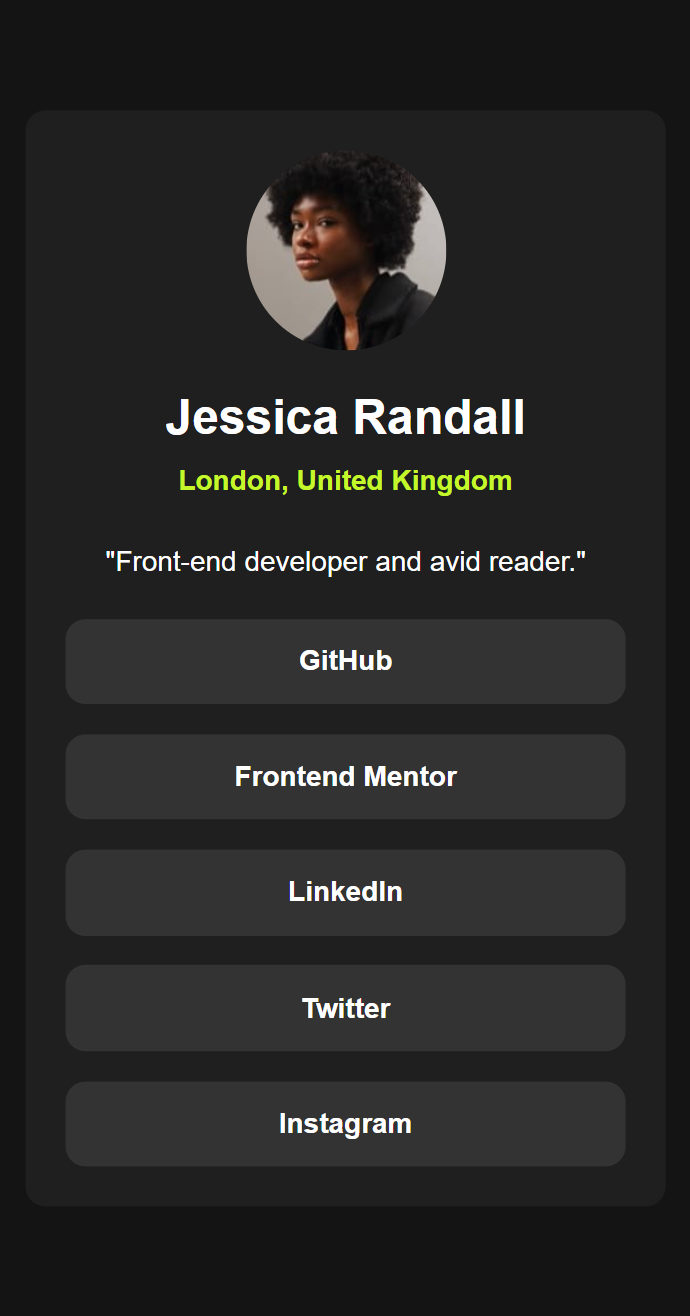 Jessica Randall
London, United Kingdom
"Front-end developer and avid reader."
GitHub
Frontend Mentor
LinkedIn
Twitter
Instagram